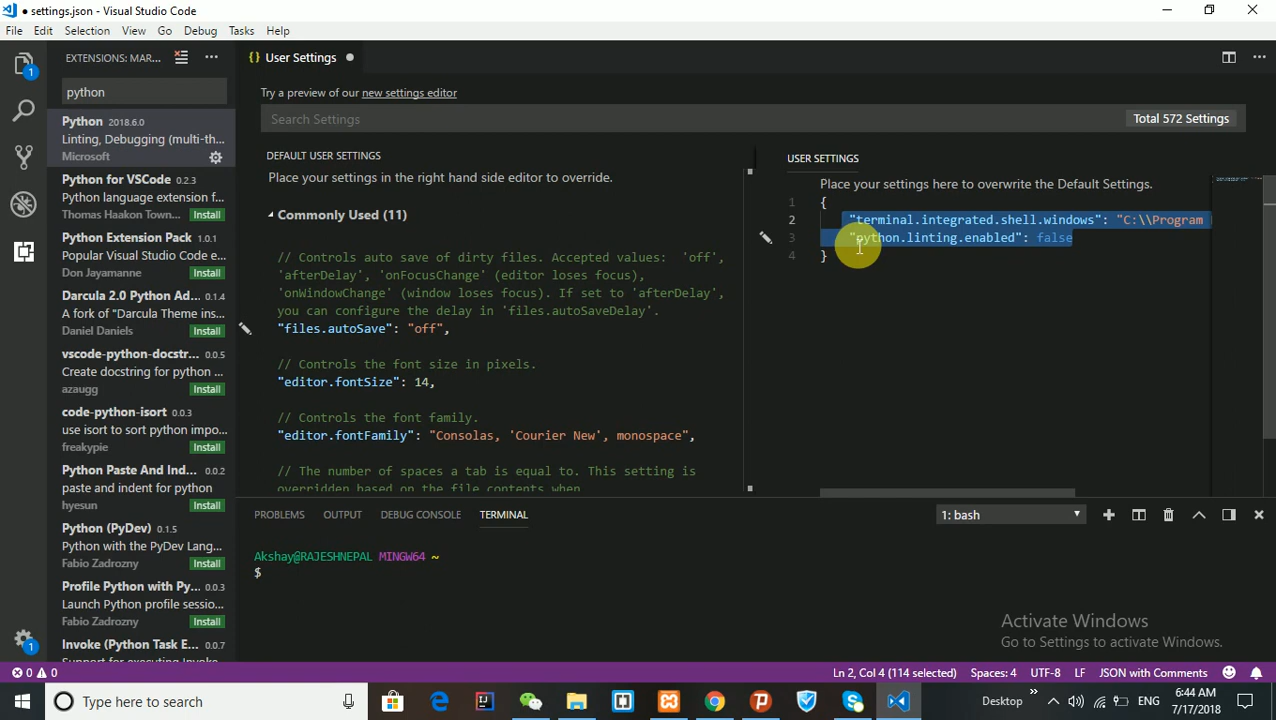 ● settings.json - Visual Studio Code
File Edit Selection View Go Debug Tasks Help
EXTENSIONS: MAR...
python
Python 2018.6.0
Linting, Debugging (multi-th...
Microsoft
Python for VSCode 0.2.3
Python language extension f...
Thomas Haakon Town... Install
Python Extension Pack 1.0.1
Popular Visual Studio Code e...
Don Jayamanne Install
Darcula 2.0 Python Ad... 0.1.4
A fork of "Darcula Theme ins...
Daniel Daniels Install
vscode-python-docstr... 0.0.5
Create docstring for python ...
azaugg Install
code-python-isort 0.0.3
use isort to sort python impo...
freakypie Install
Python Paste And Ind... 0.0.2
paste and indent for python
hyesun Install
Python (PyDev) 0.1.5
Python with the PyDev Lang...
Fabio Zadrozny Install
Profile Python with Py... 0.0.3
Launch Python profile sessio...
Fabio Zadrozny Install
Invoke (Python Task E... 0.0.7
Support for executing Invoke
{} User Settings ●
Try a preview of our new settings editor
Search Settings
Total 572 Settings
DEFAULT USER SETTINGS
Place your settings in the right hand side editor to override.
Commonly Used (11)
// Controls auto save of dirty files. Accepted values:  'off',
'afterDelay', 'onFocusChange' (editor loses focus),
'onWindowChange' (window loses focus). If set to 'afterDelay',
you can configure the delay in 'files.autoSaveDelay'.
"files.autoSave": "off",
// Controls the font size in pixels.
"editor.fontSize": 14,
// Controls the font family.
"editor.fontFamily": "Consolas, 'Courier New', monospace",
// The number of spaces a tab is equal to. This setting is
overridden based on the file contents when
USER SETTINGS
Place your settings here to overwrite the Default Settings.
1 {
2 "terminal.integrated.shell.windows": "C:\\Program
3 "python.linting.enabled": false
4 }
PROBLEMS OUTPUT DEBUG CONSOLE TERMINAL
1: bash
Akshay@RAJESHNEPAL MINGW64 ~
$
Activate Windows
Go to Settings to activate Windows.
1
1
0 0
Ln 2, Col 4 (114 selected) Spaces: 4 UTF-8 LF JSON with Comments
Type here to search
Desktop
ENG
6:44 AM
7/17/2018